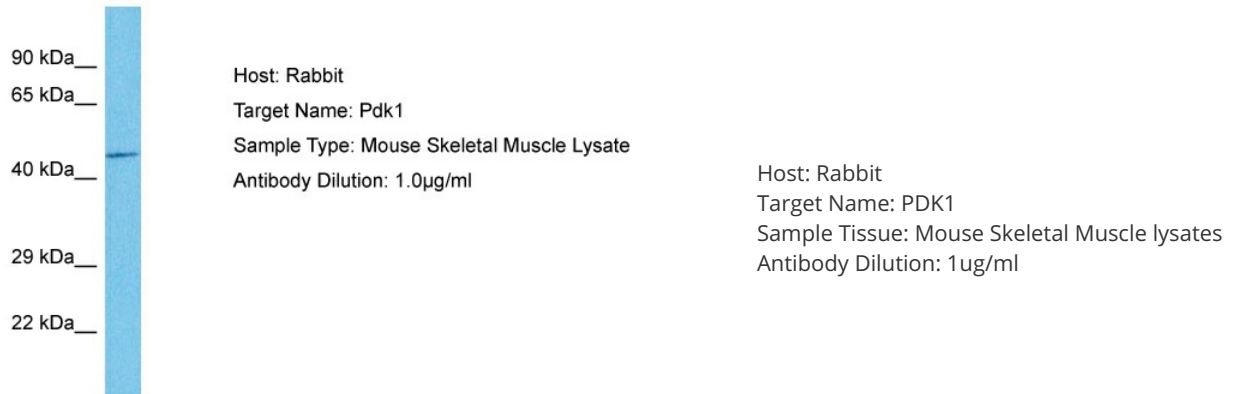 90 kDa__
65 kDa__
40 kDa__
29 kDa__
22 kDa__
Host: Rabbit
Target Name: Pdk1
Sample Type: Mouse Skeletal Muscle Lysate
Antibody Dilution: 1.0µg/ml
Host: Rabbit
Target Name: PDK1
Sample Tissue: Mouse Skeletal Muscle lysates
Antibody Dilution: 1ug/ml